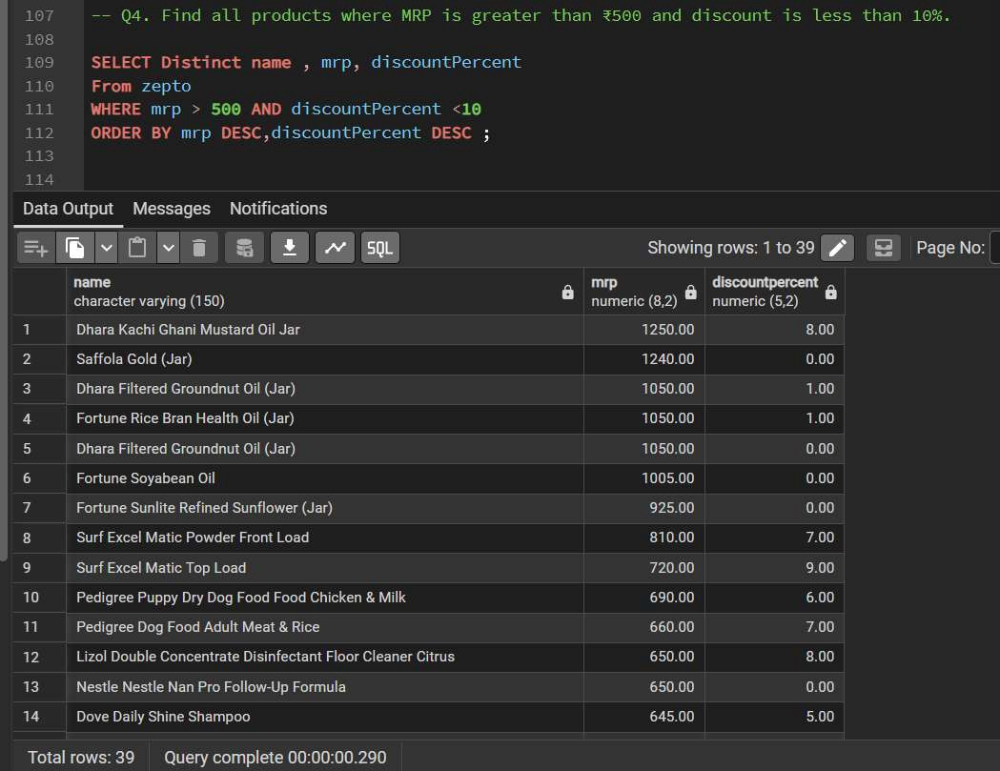 107 -- Q4. Find all products where MRP is greater than ₹500 and discount is less than 10%.
108
109 SELECT Distinct name , mrp, discountPercent
110 From zepto
111 WHERE mrp > 500 AND discountPercent <10
112 ORDER BY mrp DESC,discountPercent DESC ;
113
114
Data Output Messages Notifications
SQL Showing rows: 1 to 39 Page No:
name mrp discountpercent
character varying (150) numeric (8,2) numeric (5,2)
1 Dhara Kachi Ghani Mustard Oil Jar 1250.00 8.00
2 Saffola Gold (Jar) 1240.00 0.00
3 Dhara Filtered Groundnut Oil (Jar) 1050.00 1.00
4 Fortune Rice Bran Health Oil (Jar) 1050.00 1.00
5 Dhara Filtered Groundnut Oil (Jar) 1050.00 0.00
6 Fortune Soyabean Oil 1005.00 0.00
7 Fortune Sunlite Refined Sunflower (Jar) 925.00 0.00
8 Surf Excel Matic Powder Front Load 810.00 7.00
9 Surf Excel Matic Top Load 720.00 9.00
10 Pedigree Puppy Dry Dog Food Food Chicken & Milk 690.00 6.00
11 Pedigree Dog Food Adult Meat & Rice 660.00 7.00
12 Lizol Double Concentrate Disinfectant Floor Cleaner Citrus 650.00 8.00
13 Nestle Nestle Nan Pro Follow-Up Formula 650.00 0.00
14 Dove Daily Shine Shampoo 645.00 5.00
Total rows: 39 Query complete 00:00:00.290